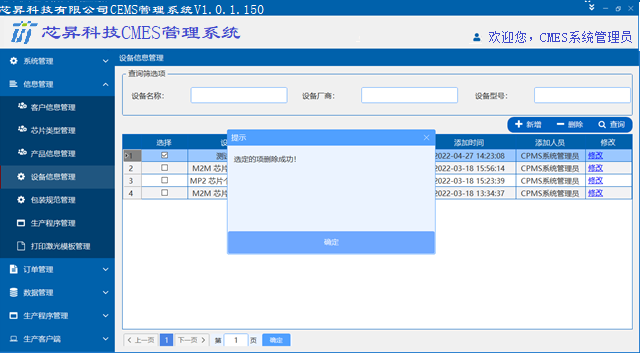 芯昇科技有限公司CEMS管理系统V1.0.1.150
芯昇科技CMES管理系统
欢迎您，CMES系统管理员
系统管理
信息管理
客户信息管理
芯片类型管理
产品信息管理
设备信息管理
包装规范管理
生产程序管理
打印激光模板管理
订单管理
数据管理
生产程序管理
生产客户端
设备信息管理
查询筛选项
设备名称：
设备厂商：
设备型号：
新增 删除 查询
选择 添加时间 添加人员 修改
1 2022-04-27 14:23:08 CPMS系统管理员 修改
2 M2M 芯片 2022-03-18 15:56:14 CPMS系统管理员 修改
3 MP2 芯片 2022-03-18 15:23:39 CPMS系统管理员 修改
4 M2M 芯片 2022-03-18 13:34:37 CPMS系统管理员 修改
提示
选定的项删除成功！
确定
上一页 1 下一页 第 1 页 确定